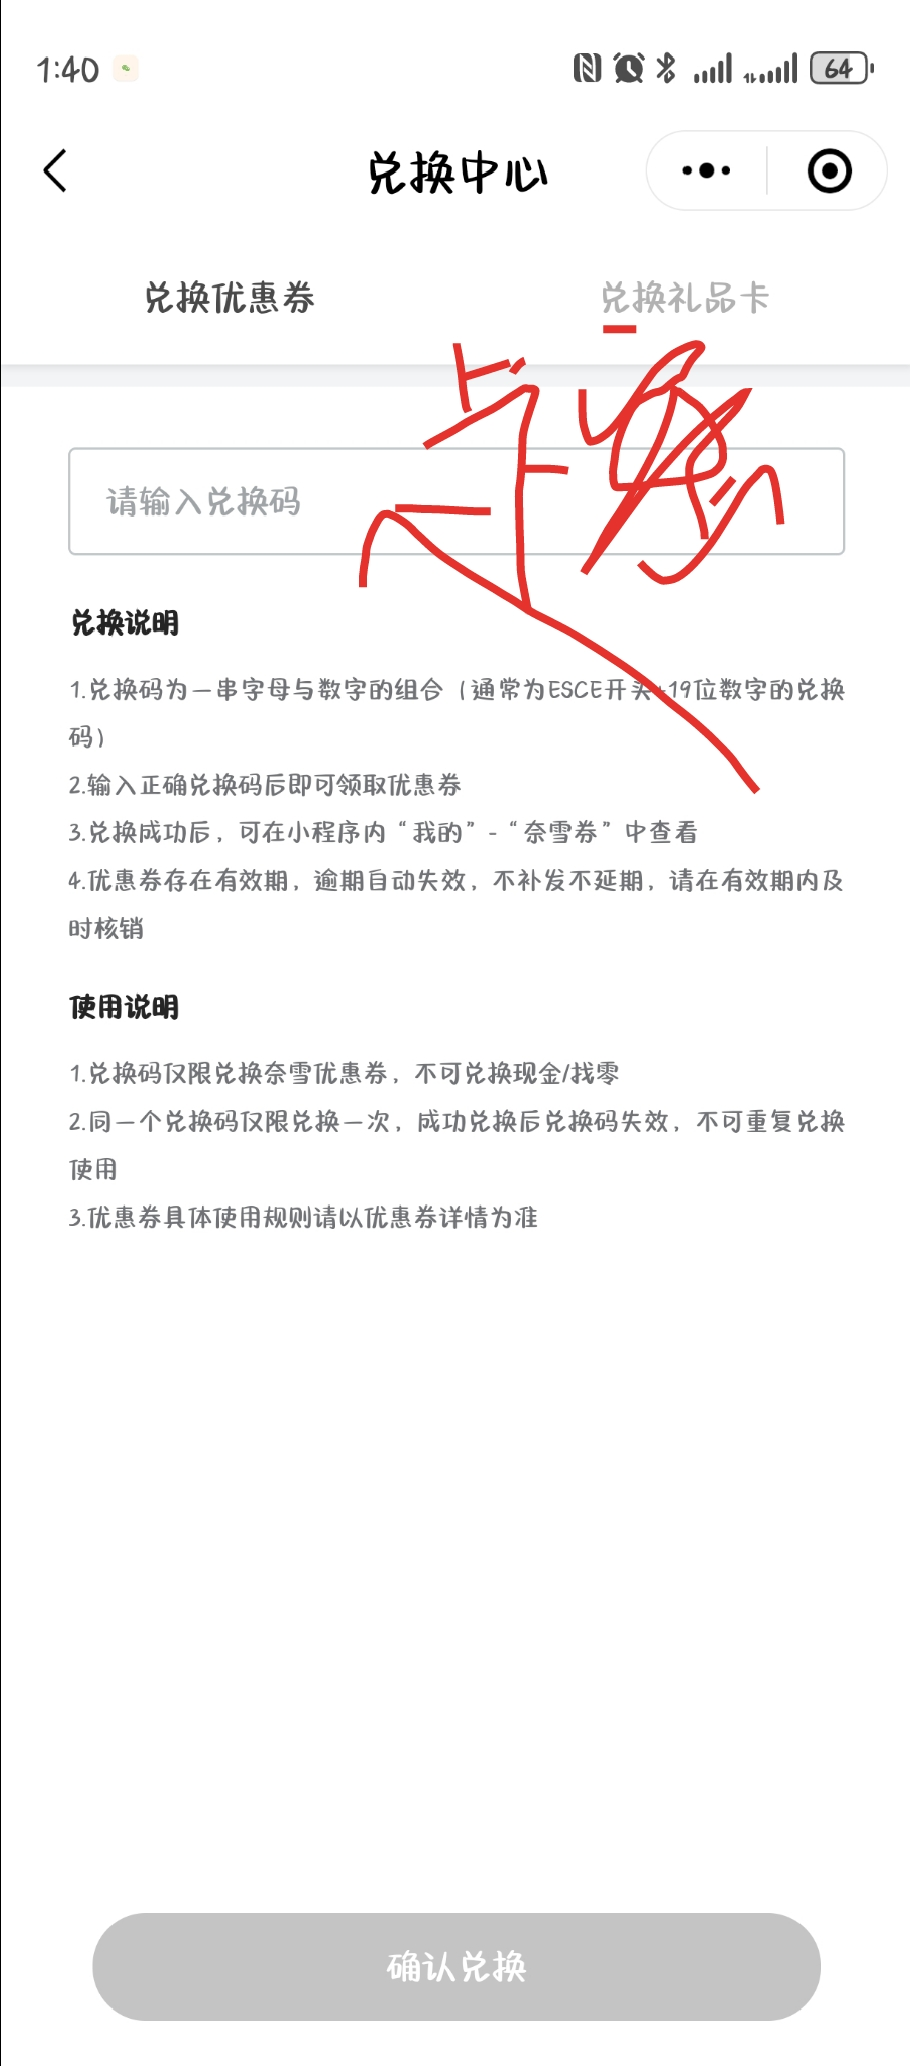 1:40
64
兑换中心
兑换优惠券
兑换礼品卡
请输入兑换码
兑换说明
1.兑换码为一串字母与数字的组合（通常为ESCE开头+19位数字的兑换
码）
2.输入正确兑换码后即可领取优惠券
3.兑换成功后，可在小程序内“我的”-“奈雪券”中查看
4.优惠券存在有效期，逾期自动失效，不补发不延期，请在有效期内及
时核销
使用说明
1.兑换码仅限兑换奈雪优惠券，不可兑换现金/找零
2.同一个兑换码仅限兑换一次，成功兑换后兑换码失效，不可重复兑换
使用
3.优惠券具体使用规则请以优惠券详情为准
确认兑换